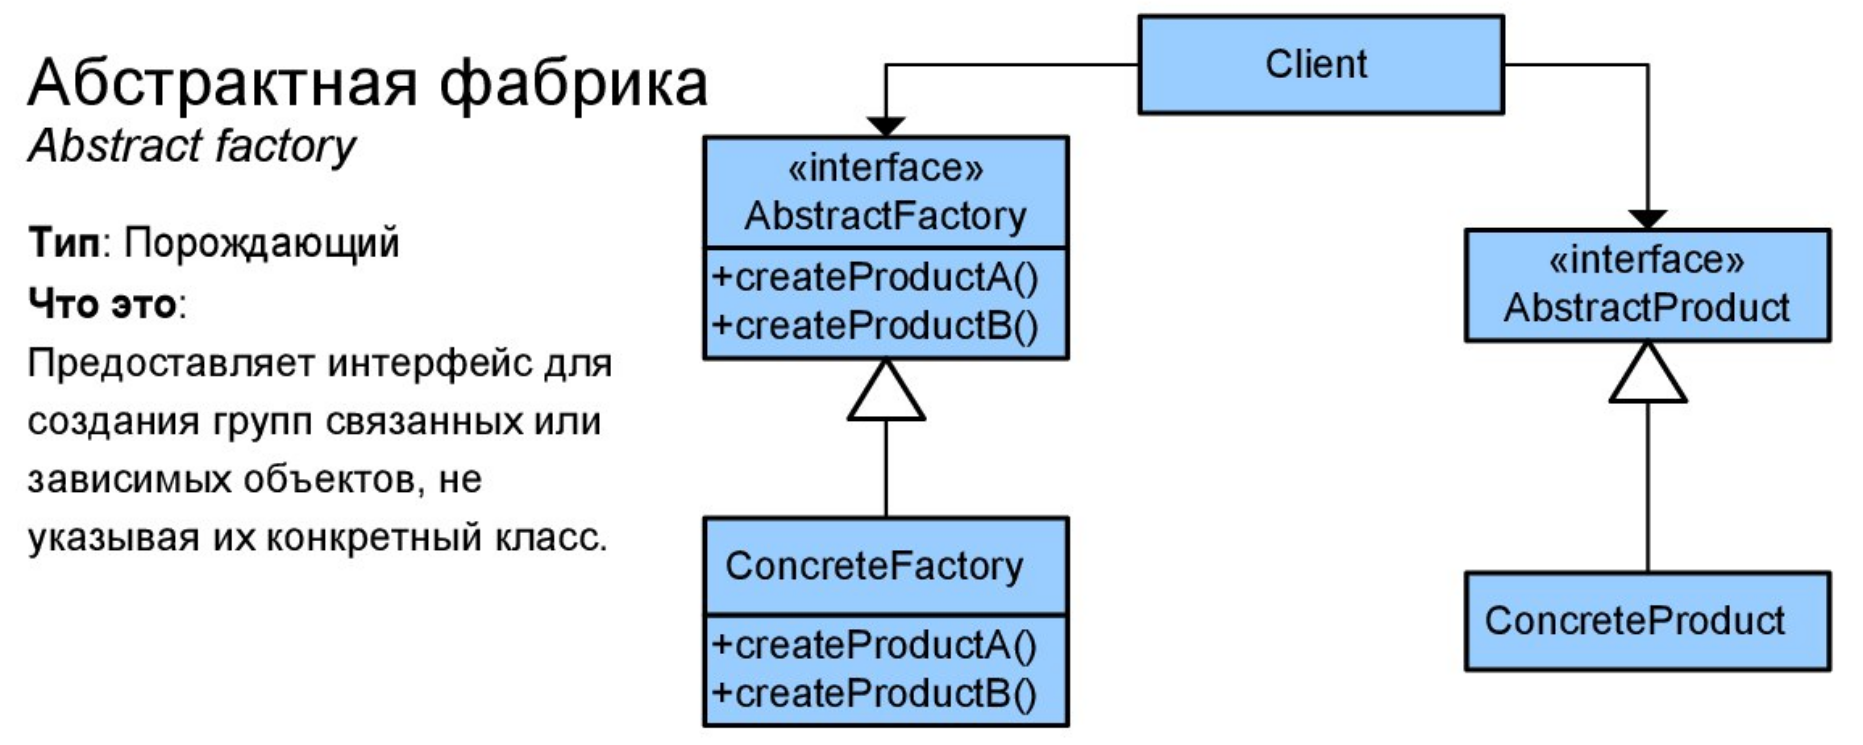 Абстрактная фабрика
Abstract factory
Тип: Порождающий
Что это:
Предоставляет интерфейс для
создания групп связанных или
зависимых объектов, не
указывая их конкретный класс.
Client
«interface»
AbstractFactory
+createProductA()
+createProductB()
«interface»
AbstractProduct
ConcreteFactory
+createProductA()
+createProductB()
ConcreteProduct